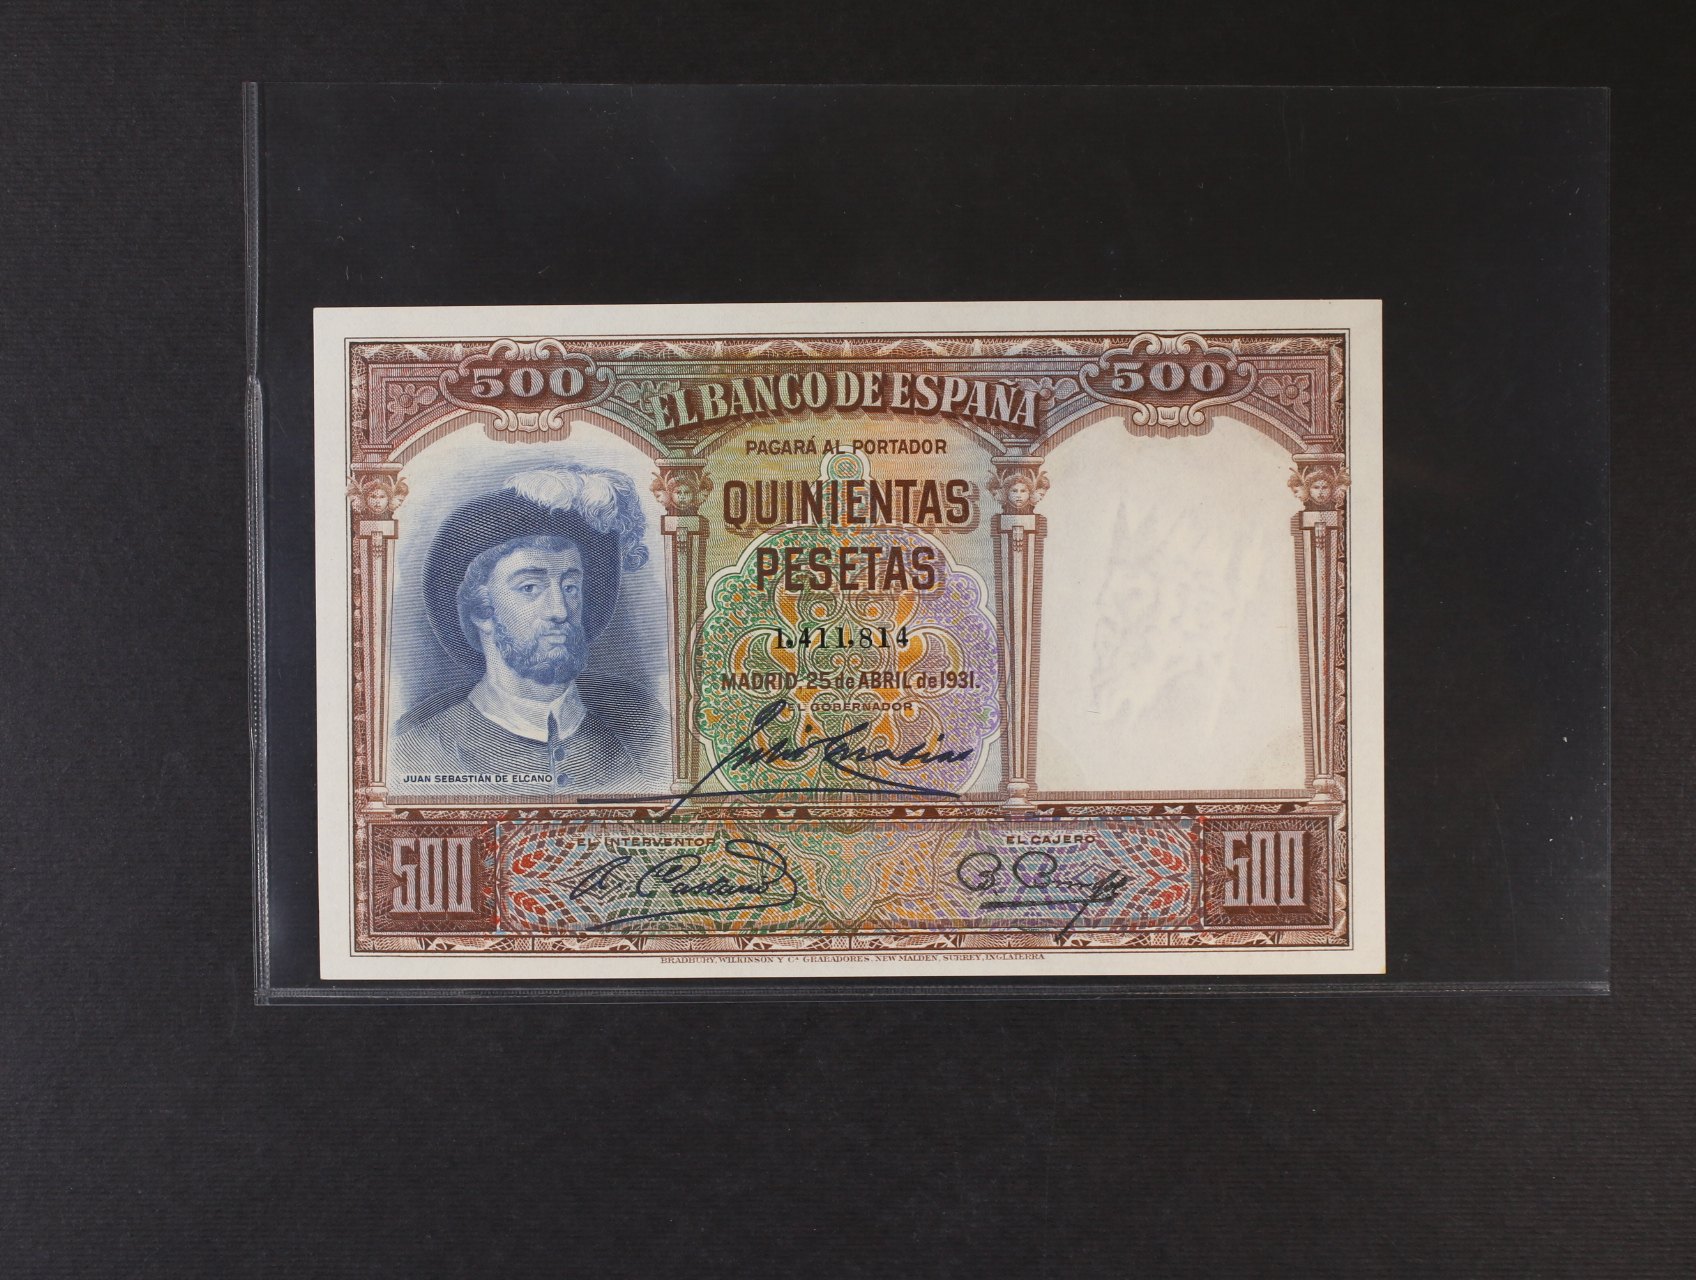 500
500
EL BANCO DE ESPAÑA
PAGARÁ AL PORTADOR
QUINIENTAS
PESETAS
1,411,814
MADRID, 25 de ABRIL de 1931.
EL GOBERNADOR
JUAN SEBASTIÁN DE ELCANO
EL INTERVENTOR
EL CAJERO
500
A. Castaño
500
BRADBURY, WILKINSON Y Cª GRABADORES. NEW MALDEN, SURREY, INGLATERRA